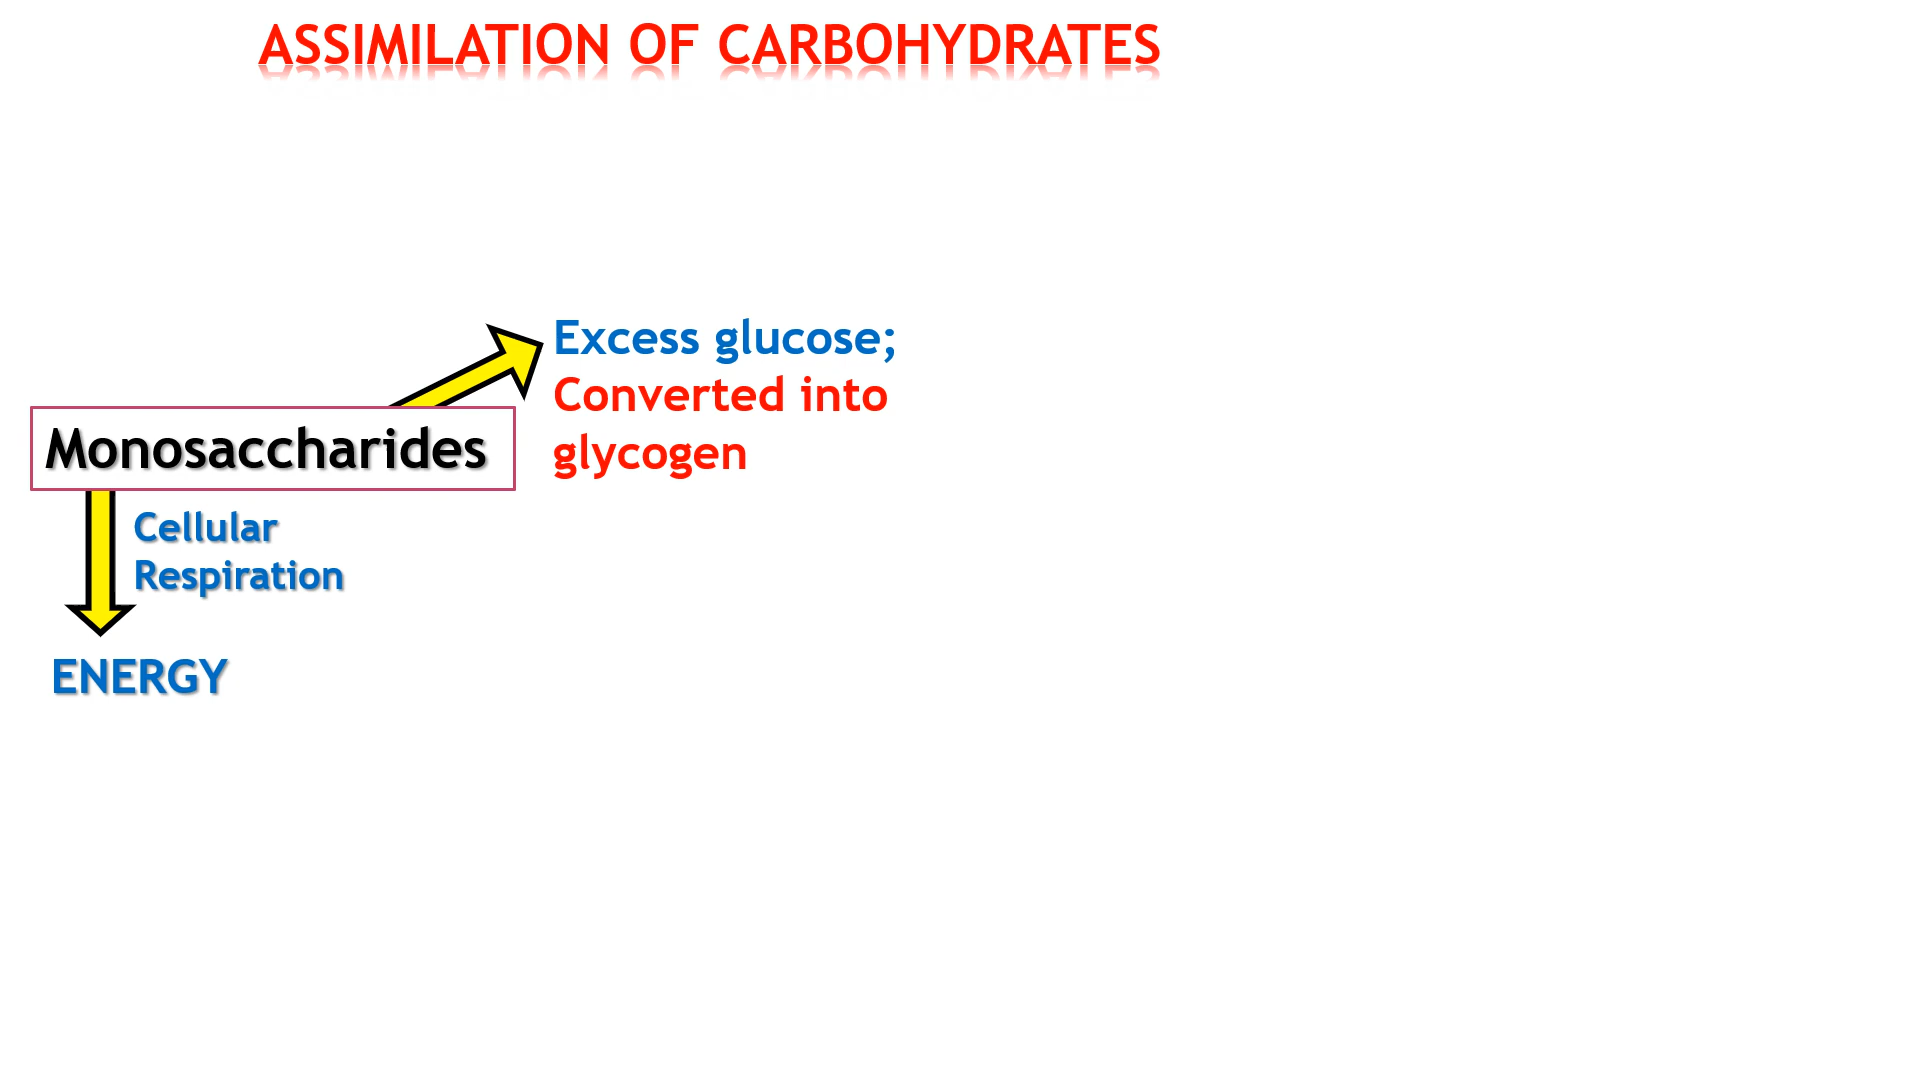 ASSIMILATION OF CARBOHYDRATES
Excess glucose;
Converted into
glycogen
Monosaccharides
Cellular
Respiration
ENERGY